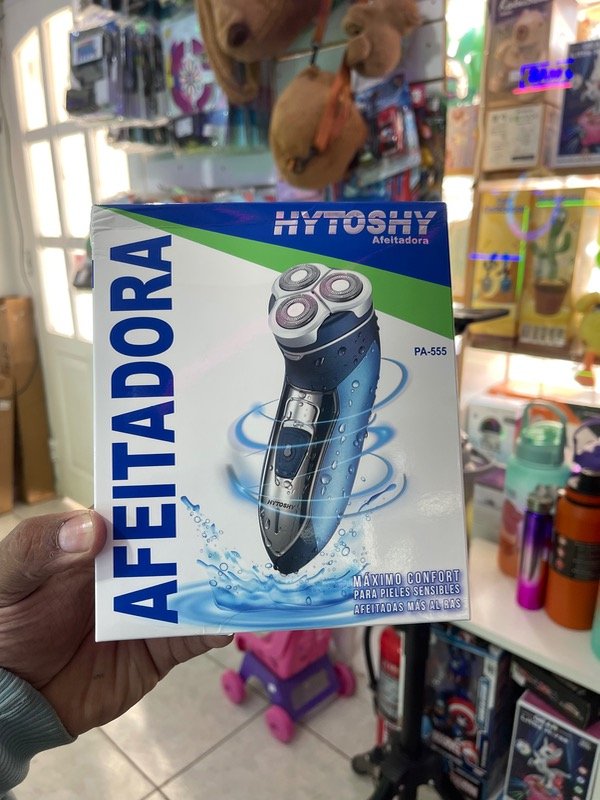 HYTOSHY
Afeitadora
AFEITADORA
PA-555
HYTOSHY
MÁXIMO CONFORT
PARA PIELES SENSIBLES
AFEITADAS MÁS AL RAS